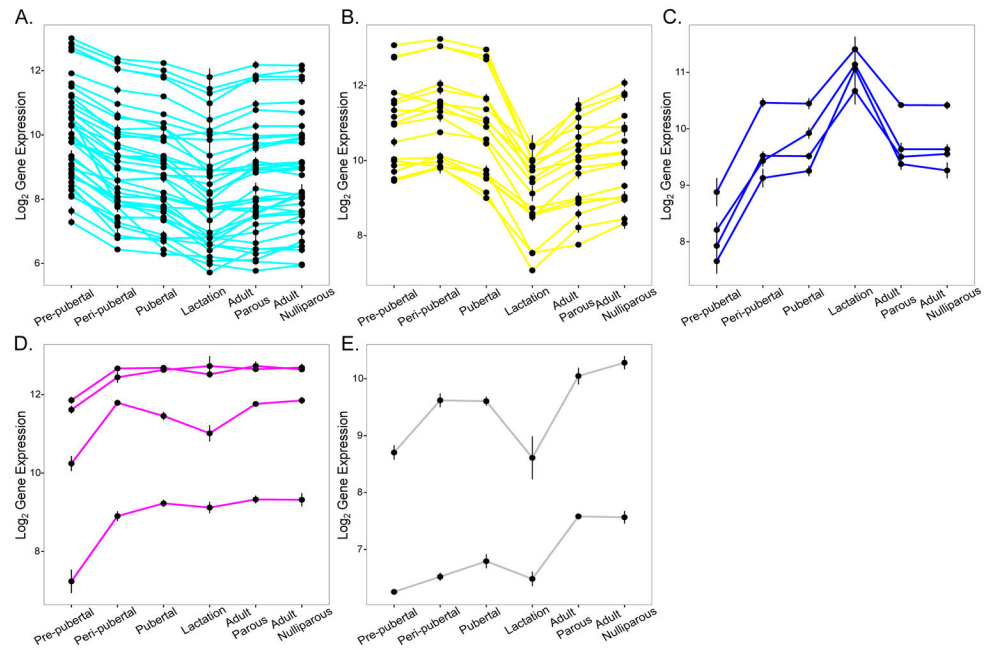 A.
Log2 Gene Expression
12
10
8
6
Pre-pubertal
Peri-pubertal
Pubertal
Lactation
Adult
Parous
Adult
Nulliparous
B.
Log2 Gene Expression
12
10
8
Pre-pubertal
Peri-pubertal
Pubertal
Lactation
Adult
Parous
Adult
Nulliparous
C.
Log2 Gene Expression
11
10
9
8
Pre-pubertal
Peri-pubertal
Pubertal
Lactation
Adult
Parous
Adult
Nulliparous
D.
Log2 Gene Expression
12
10
8
Pre-pubertal
Peri-pubertal
Pubertal
Lactation
Adult
Parous
Adult
Nulliparous
E.
Log2 Gene Expression
10
9
8
7
Pre-pubertal
Peri-pubertal
Pubertal
Lactation
Adult
Parous
Adult
Nulliparous